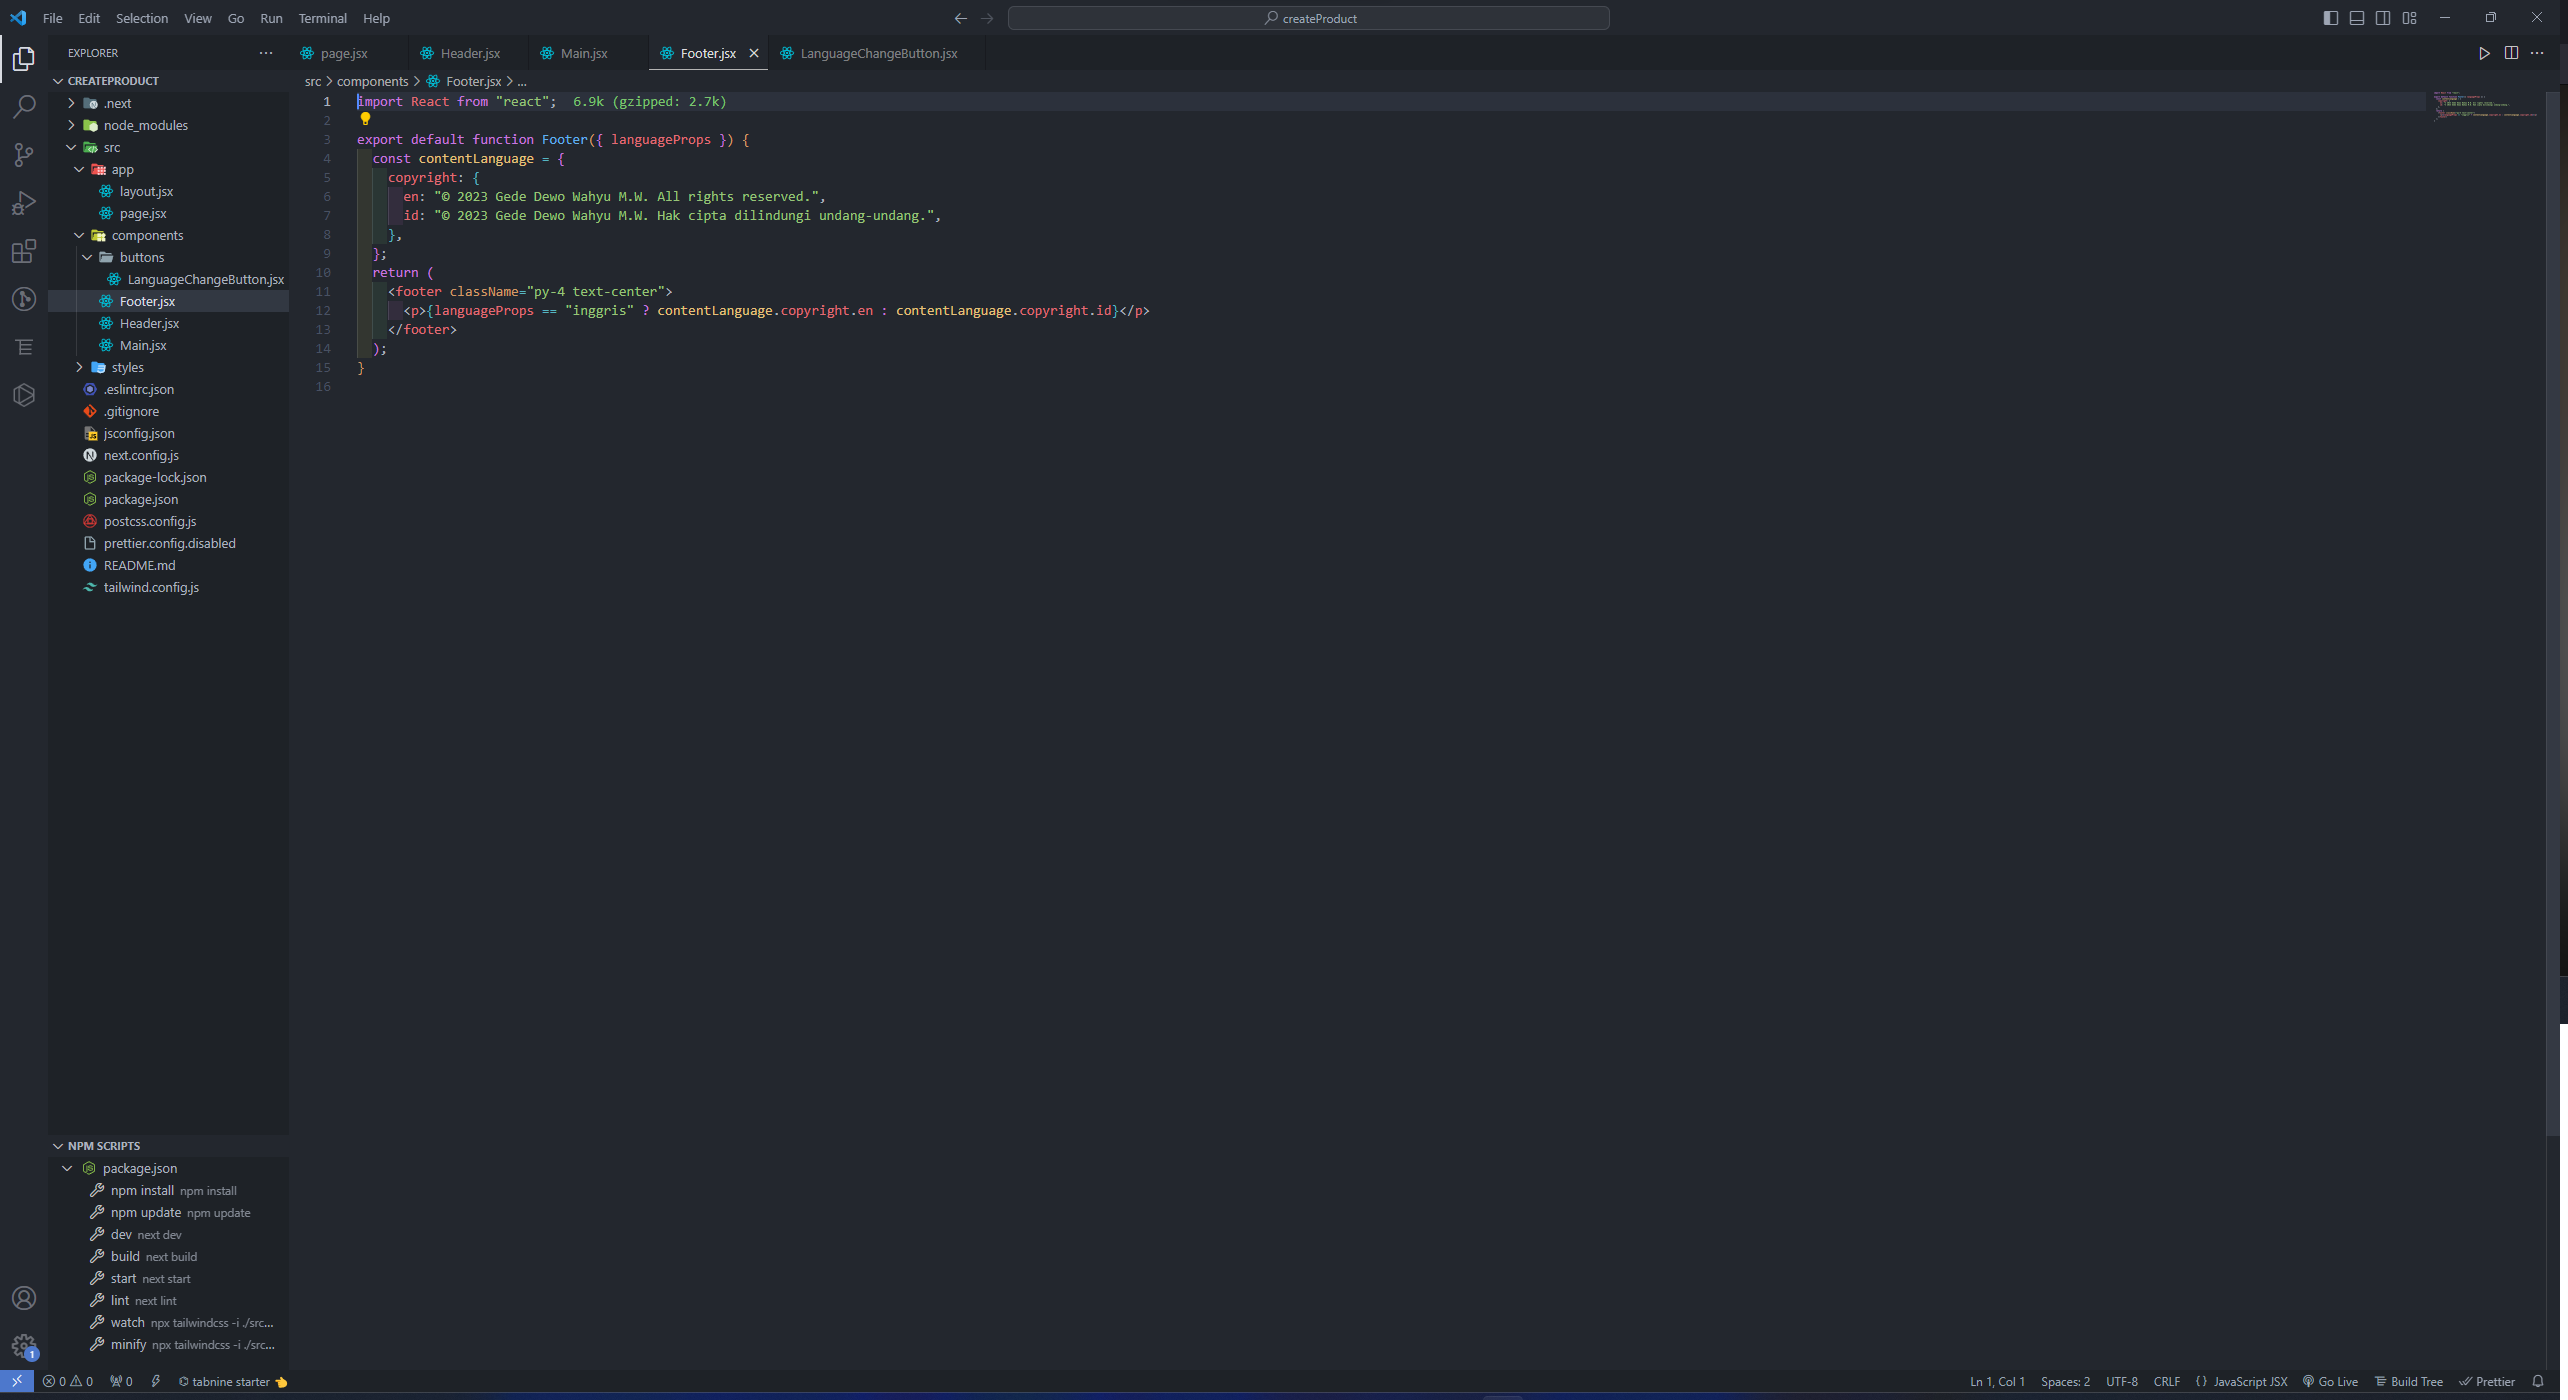 File Edit Selection View Go Run Terminal Help
createProduct
EXPLORER
page.jsx Header.jsx Main.jsx Footer.jsx LanguageChangeButton.jsx
CREATEPRODUCT
.next
node_modules
src
app
layout.jsx
page.jsx
components
buttons
LanguageChangeButton.jsx
Footer.jsx
Header.jsx
Main.jsx
styles
.eslintrc.json
.gitignore
jsconfig.json
next.config.js
package-lock.json
package.json
postcss.config.js
prettier.config.disabled
README.md
tailwind.config.js
src > components > Footer.jsx > ...
1 import React from "react"; 6.9k (gzipped: 2.7k)
2
3 export default function Footer({ languageProps }) {
4 const contentLanguage = {
5 copyright: {
6 en: "© 2023 Gede Dewo Wahyu M.W. All rights reserved.",
7 id: "© 2023 Gede Dewo Wahyu M.W. Hak cipta dilindungi undang-undang.",
8 },
9 };
10 return (
11 <footer className="py-4 text-center">
12 <p>{languageProps == "inggris" ? contentLanguage.copyright.en : contentLanguage.copyright.id}</p>
13 </footer>
14 );
15 }
16
NPM SCRIPTS
package.json
npm install npm install
npm update npm update
dev next dev
build next build
start next start
lint next lint
watch npx tailwindcss -i ./src...
minify npx tailwindcss -i ./src...
1
0 0 0 tabnine starter
Ln 1, Col 1 Spaces: 2 UTF-8 CRLF {} JavaScript JSX Go Live Build Tree Prettier